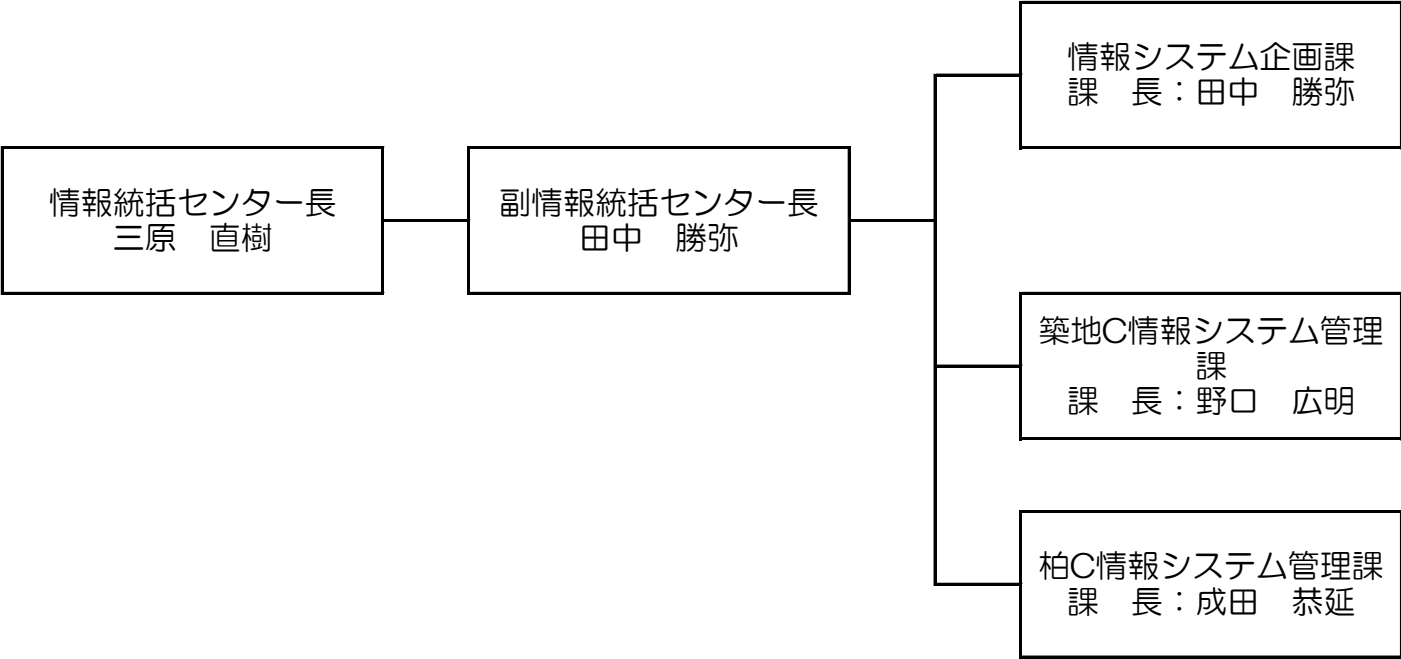 情報統括センター長
三原　直樹
副情報統括センター長
田中　勝弥
情報システム企画課
課　長：田中　勝弥
築地C情報システム管理
課
課　長：野口　広明
柏C情報システム管理課
課　長：成田　恭延